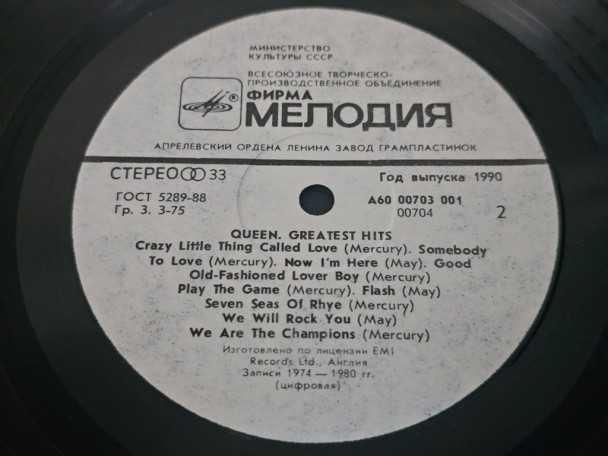 МИНИСТЕРСТВО
КУЛЬТУРЫ СССР
ВСЕСОЮЗНОЕ ТВОРЧЕСКО-
ПРОИЗВОДСТВЕННОЕ ОБЪЕДИНЕНИЕ
ФИРМА
МЕЛОДИЯ
АПРЕЛЕВСКИЙ ОРДЕНА ЛЕНИНА ЗАВОД ГРАМПЛАСТИНОК
СТЕРЕО 33
Год выпуска 1990
ГОСТ 5289-88
А60 00703 001
Гр. 3. 3-75
00704
2
QUEEN. GREATEST HITS
Crazy Little Thing Called Love (Mercury). Somebody
To Love (Mercury). Now I'm Here (May). Good
Old-Fashioned Lover Boy (Mercury)
Play The Game (Mercury). Flash (May)
Seven Seas Of Rhye (Mercury)
We Will Rock You (May)
We Are The Champions (Mercury)
Изготовлено по лицензии EMI
Records Ltd., Англия
Записи 1974 — 1980 гг.
(цифровая)